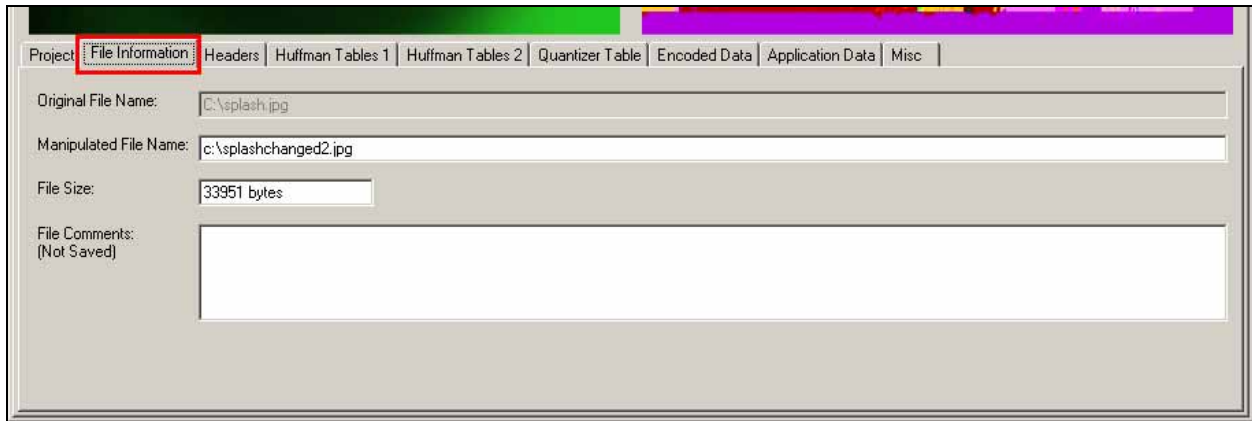 Project File Information Headers Huffman Tables 1 Huffman Tables 2 Quantizer Table Encoded Data Application Data Misc
Original File Name: C:\splash.jpg
Manipulated File Name: c:\splashchanged2.jpg
File Size: 33951 bytes
File Comments:
(Not Saved)